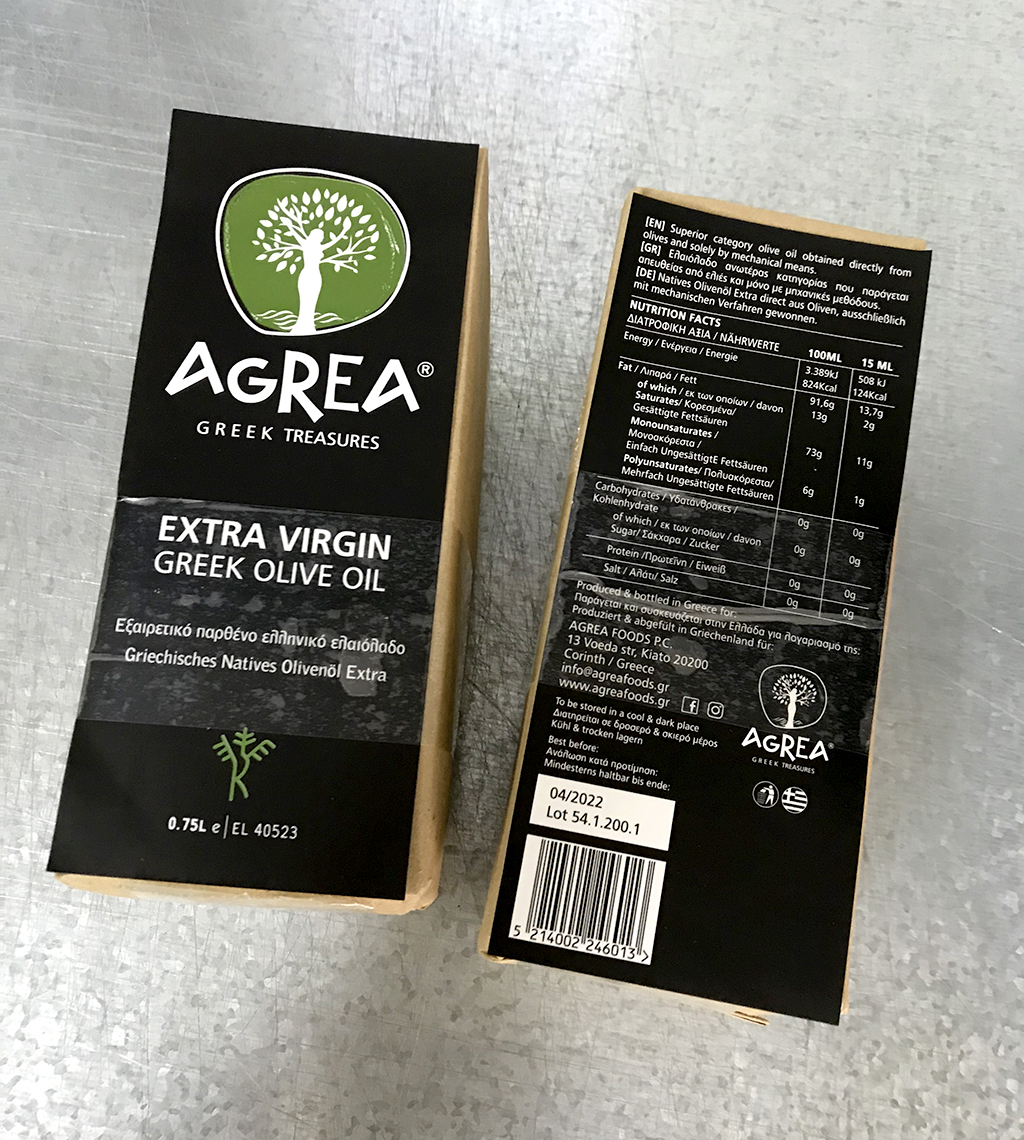 AGREA®
GREEK TREASURES
EXTRA VIRGIN
GREEK OLIVE OIL
Εξαιρετικό παρθένο ελληνικό ελαιόλαδο
Griechisches Natives Olivenöl Extra
0.75L e | EL 40523
[EN] Superior category olive oil obtained directly from
olives and solely by mechanical means.
[GR] Ελαιόλαδο ανωτέρας κατηγορίας που παράγεται
απευθείας από ελιές και μόνο με μηχανικές μεθόδους.
[DE] Natives Olivenöl Extra direct aus Oliven, ausschließlich
mit mechanischen Verfahren gewonnen.
NUTRITION FACTS
ΔΙΑΤΡΟΦΙΚΗ ΑΞΙΑ / NÄHRWERTE 100ML 15 ML
Energy / Ενέργεια / Energie 3.389kJ 508 kJ
824Kcal 124Kcal
Fat / Λιπαρά / Fett 91,6g 13,7g
of which / εκ των οποίων / davon 13g 2g
Saturates/ Κορεσμένα/
Gesättigte Fettsäuren
Monounsaturates / 73g 11g
Μονοακόρεστα /
Einfach UngesättigtE Fettsäuren
Polyunsaturates/ Πολυακόρεστα/ 6g 1g
Mehrfach Ungesättigte Fettsäuren
Carbohydrates / Υδατάνθρακες / 0g 0g
Kohlenhydrate
of which / εκ των οποίων / davon 0g 0g
Sugar/ Σάκχαρα / Zucker
Protein /Πρωτεΐνη / Eiweiß 0g 0g
Salt / Αλάτι/ Salz 0g 0g
Produced & bottled in Greece for:
Παράγεται και συσκευάζεται στην Ελλάδα για λογαριασμό της:
Produziert & abgefült in Griechenland für:
AGREA FOODS P.C.
13 Voeda str, Kiato 20200
Corinth / Greece
info@agreafoods.gr
www.agreafoods.gr
AGREA®
GREEK TREASURES
To be stored in a cool & dark place
Διατηρείται σε δροσερό & σκιερό μέρος
Kühl & trocken lagern
Best before:
Ανάλωση κατά προτίμηση:
Mindesterns haltbar bis ende:
04/2022
Lot 54.1.200.1
5 214002 246013 >